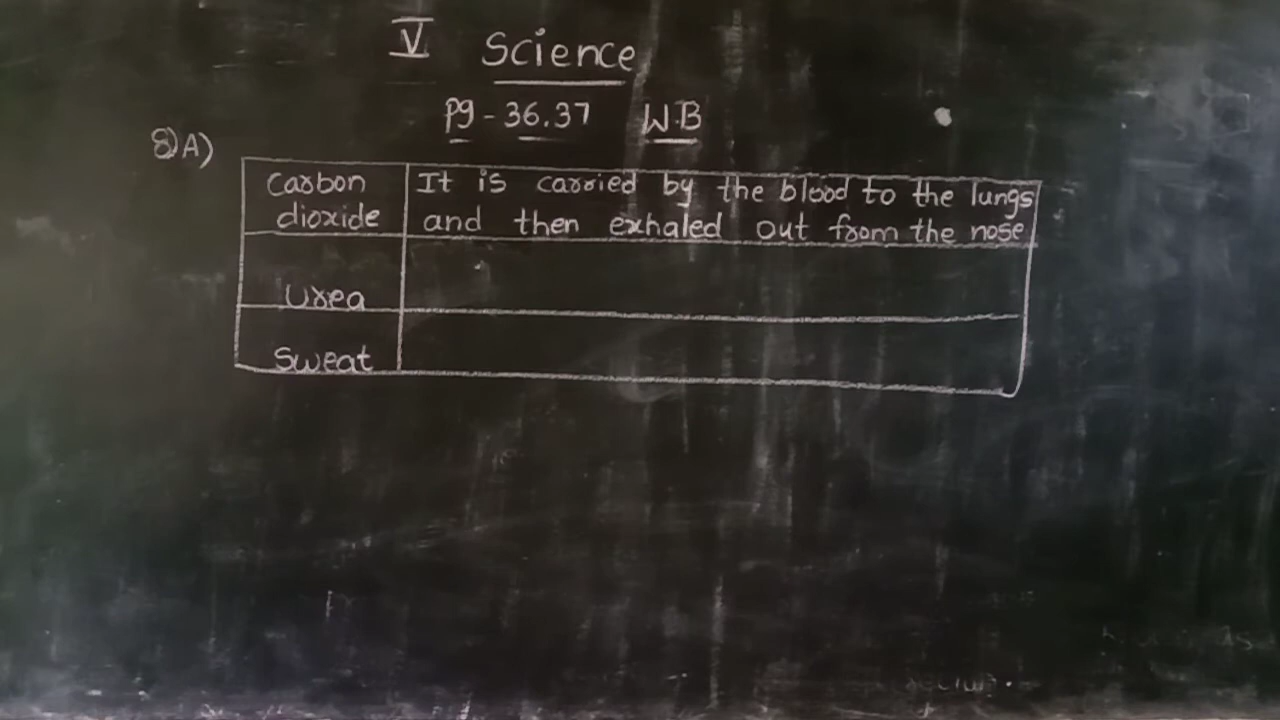 V Science
Pg - 36.37 W.B
8)A)
Carbon dioxide
It is carried by the blood to the lungs
and then exhaled out from the nose
Urea
Sweat